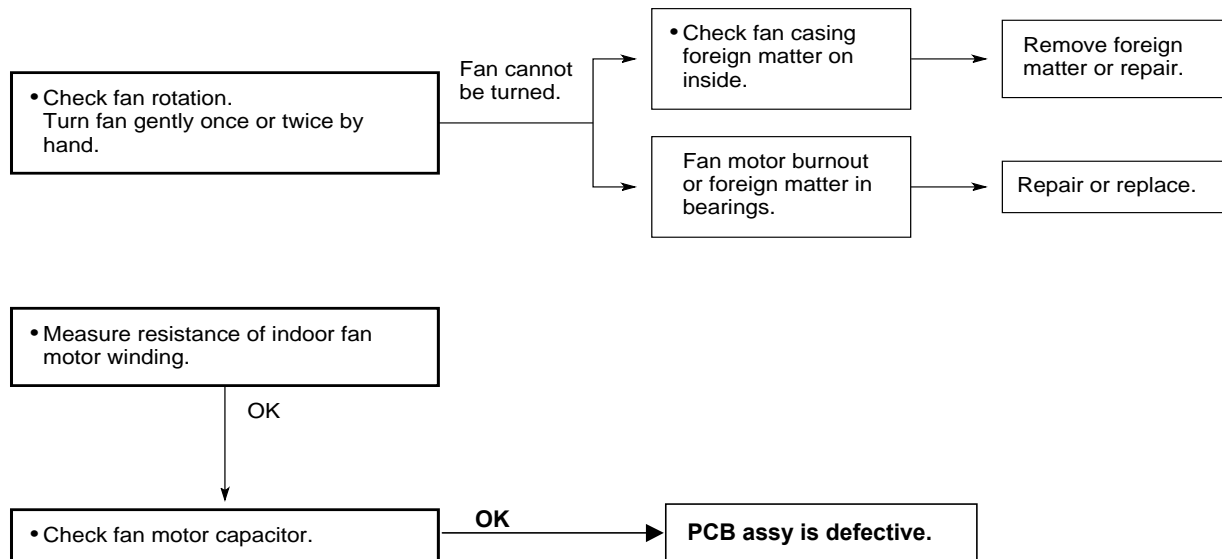 • Check fan rotation.
Turn fan gently once or twice by
hand.
Fan cannot
be turned.
• Check fan casing
foreign matter on
inside.
Remove foreign
matter or repair.
Fan motor burnout
or foreign matter in
bearings.
Repair or replace.
• Measure resistance of indoor fan
motor winding.
OK
• Check fan motor capacitor.
OK
PCB assy is defective.